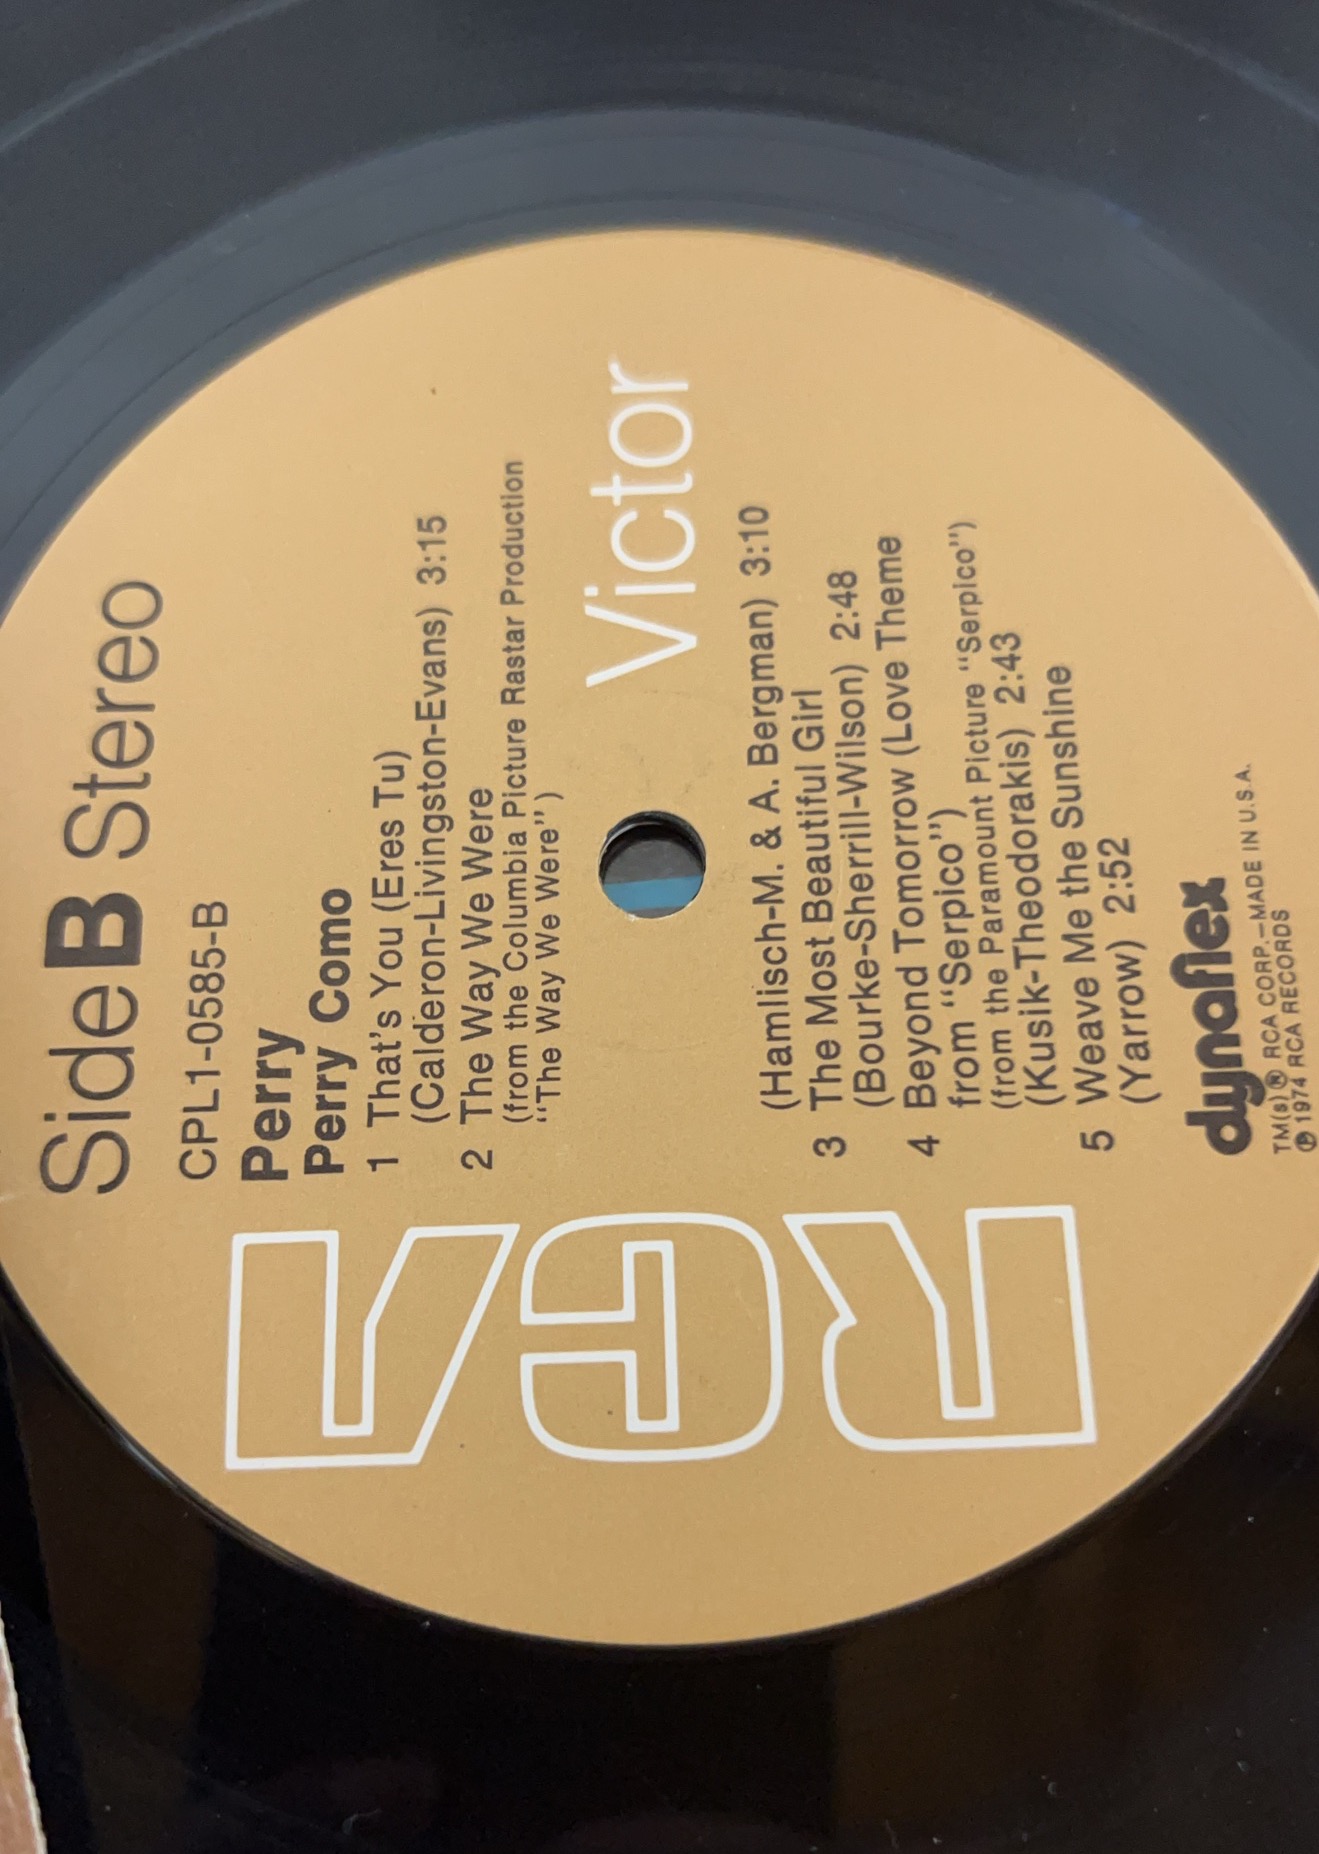 Side B Stereo
CPL1-0585-B
Perry
Perry Como
1 That's You (Eres Tu)
(Calderon-Livingston-Evans) 3:15
2 The Way We Were
(from the Columbia Picture Rastar Production
"The Way We Were")
Victor
(Hamlisch-M. & A. Bergman) 3:10
3 The Most Beautiful Girl
(Bourke-Sherrill-Wilson) 2:48
4 Beyond Tomorrow (Love Theme
from "Serpico")
(from the Paramount Picture "Serpico")
(Kusik-Theodorakis) 2:43
5 Weave Me the Sunshine
(Yarrow) 2:52
dynaflex
TM(s) ® RCA CORP.—MADE IN U.S.A.
℗ 1974 RCA RECORDS
RCA